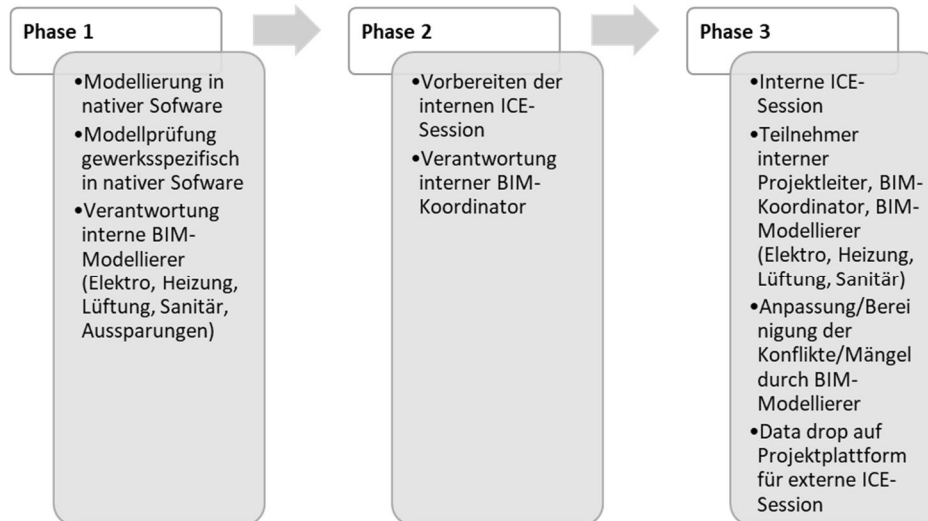 Phase 1
•Modellierung in
nativer Sofware
•Modellprüfung
gewerksspezifisch
in nativer Sofware
•Verantwortung
interne BIM-
Modellierer
(Elektro, Heizung,
Lüftung, Sanitär,
Aussparungen)
Phase 2
•Vorbereiten der
internen ICE-
Session
•Verantwortung
interner BIM-
Koordinator
Phase 3
•Interne ICE-
Session
•Teilnehmer
interner
Projektleiter, BIM-
Koordinator, BIM-
Modellierer
(Elektro, Heizung,
Lüftung, Sanitär)
•Anpassung/Berei
nigung der
Konflikte/Mängel
durch BIM-
Modellierer
•Data drop auf
Projektplattform
für externe ICE-
Session